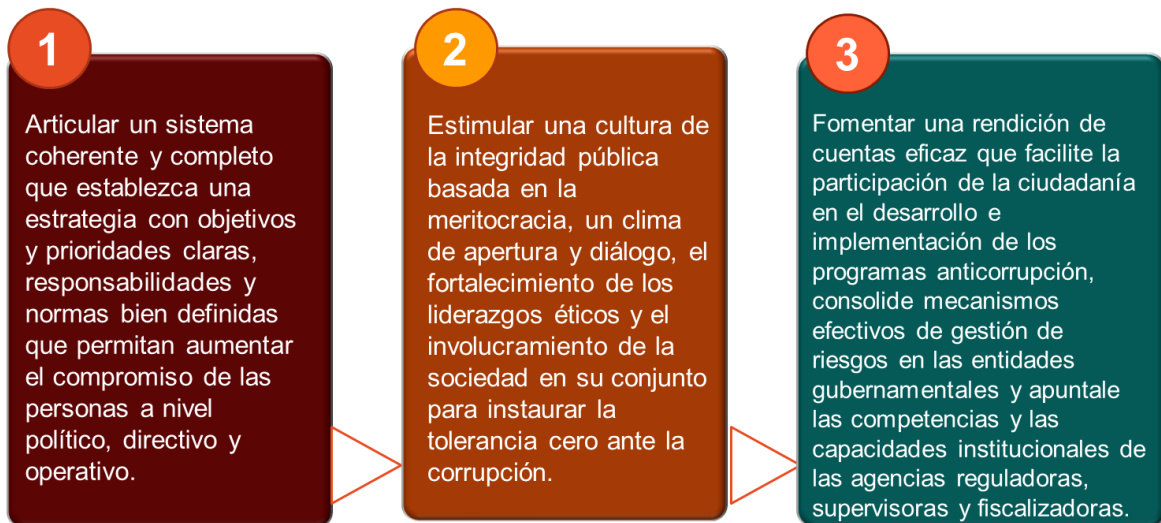 1
Articular un sistema
coherente y completo
que establezca una
estrategia con objetivos
y prioridades claras,
responsabilidades y
normas bien definidas
que permitan aumentar
el compromiso de las
personas a nivel
político, directivo y
operativo.
2
Estimular una cultura de
la integridad pública
basada en la
meritocracia, un clima
de apertura y diálogo, el
fortalecimiento de los
liderazgos éticos y el
involucramiento de la
sociedad en su conjunto
para instaurar la
tolerancia cero ante la
corrupción.
3
Fomentar una rendición de
cuentas eficaz que facilite la
participación de la ciudadanía
en el desarrollo e
implementación de los
programas anticorrupción,
consolide mecanismos
efectivos de gestión de
riesgos en las entidades
gubernamentales y apuntale
las competencias y las
capacidades institucionales de
las agencias reguladoras,
supervisoras y fiscalizadoras.